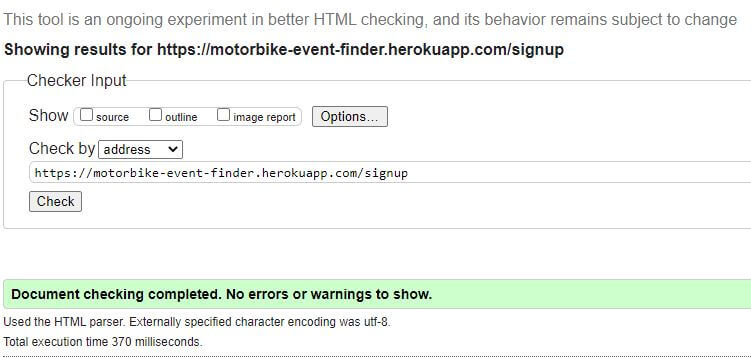 This tool is an ongoing experiment in better HTML checking, and its behavior remains subject to change
Showing results for https://motorbike-event-finder.herokuapp.com/signup
Checker Input
Show source outline image report Options...
Check by address
https://motorbike-event-finder.herokuapp.com/signup
Check
Document checking completed. No errors or warnings to show.
Used the HTML parser. Externally specified character encoding was utf-8.
Total execution time 370 milliseconds.